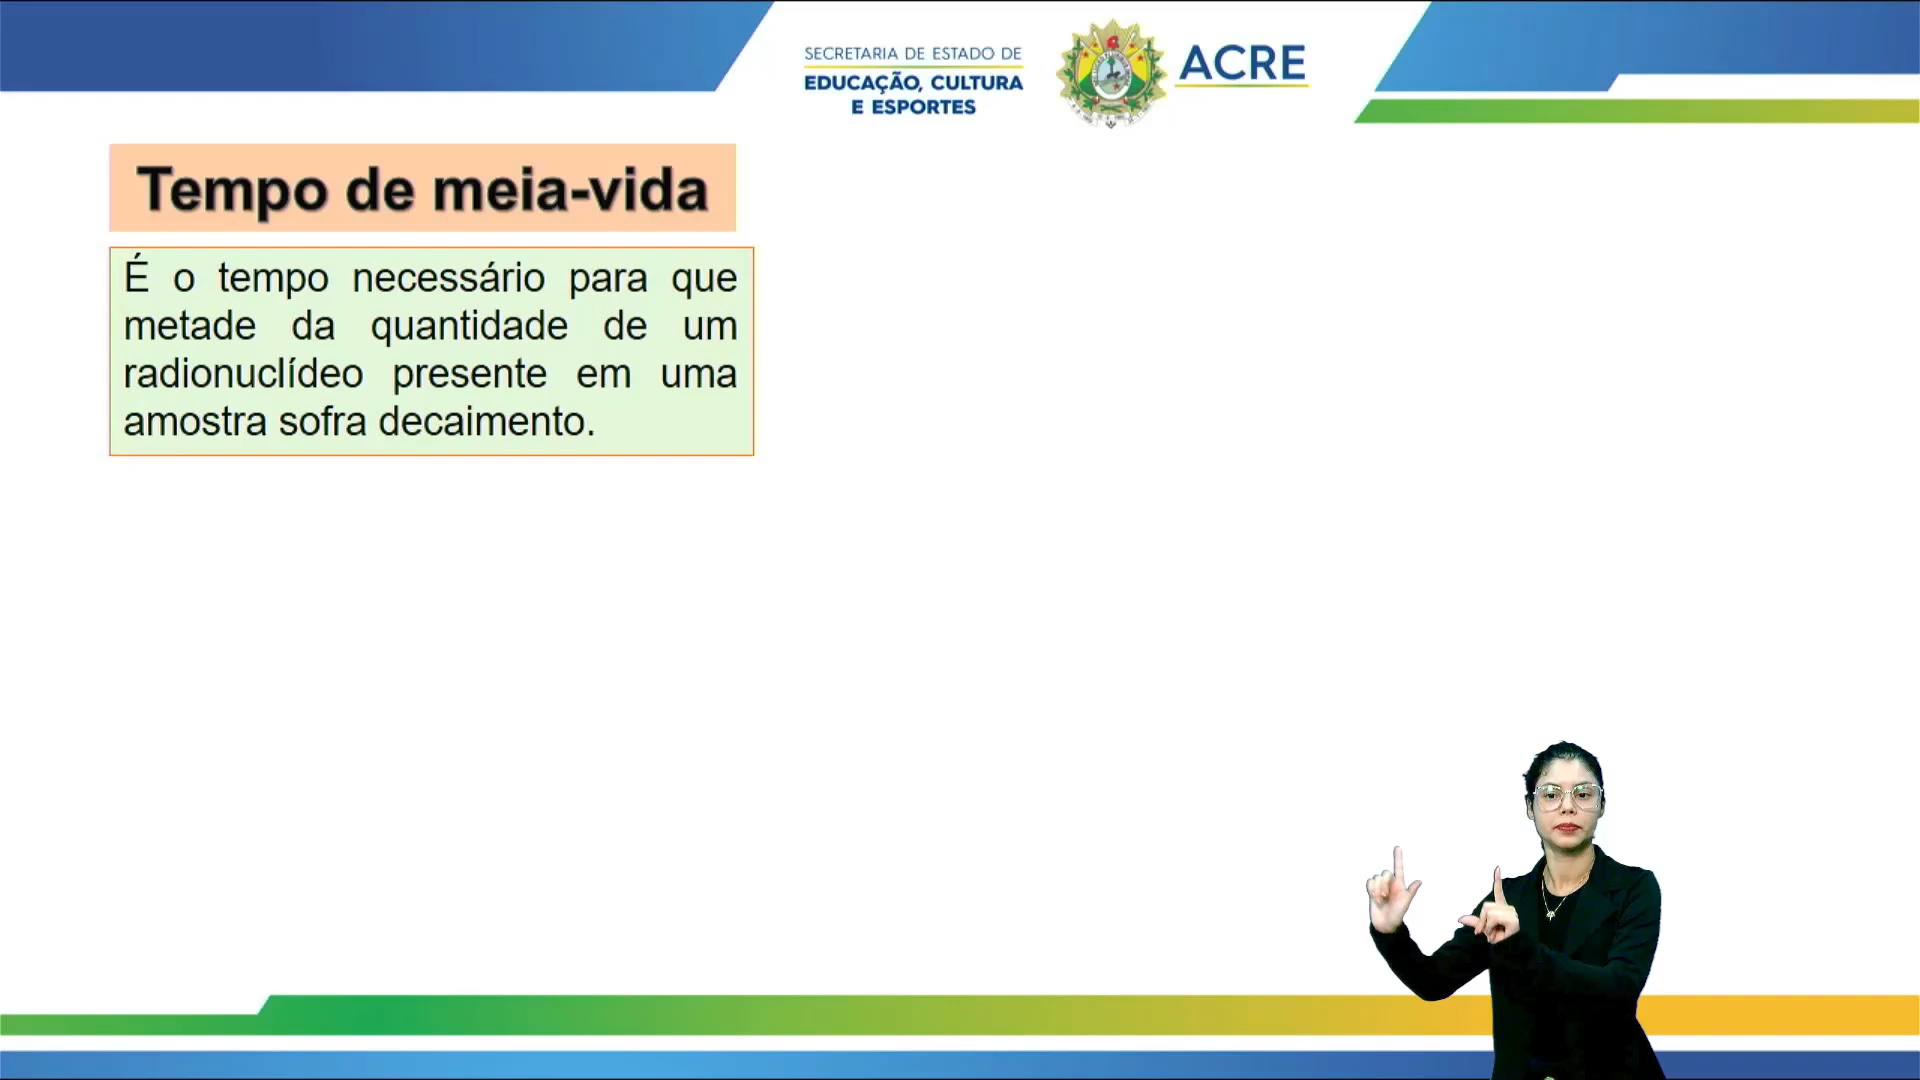 SECRETARIA DE ESTADO DE
EDUCAÇÃO, CULTURA
E ESPORTES
ACRE
Tempo de meia-vida
É o tempo necessário para que
metade da quantidade de um
radionuclídeo presente em uma
amostra sofra decaimento.